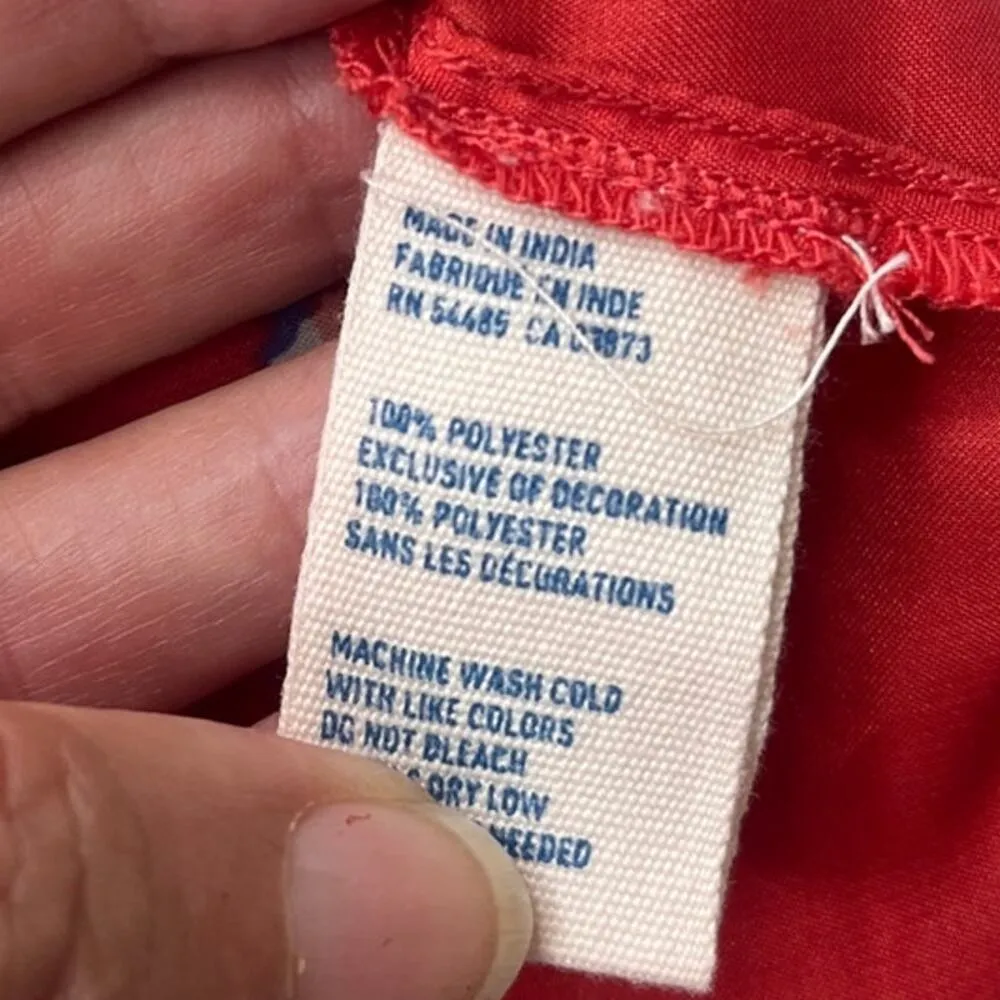 MADE IN INDIA
FABRIQUE EN INDE
RN 54485 CA 03873
100% POLYESTER
EXCLUSIVE OF DECORATION
100% POLYESTER
SANS LES DÉCORATIONS
MACHINE WASH COLD
WITH LIKE COLORS
DO NOT BLEACH
DRY LOW
NEEDED